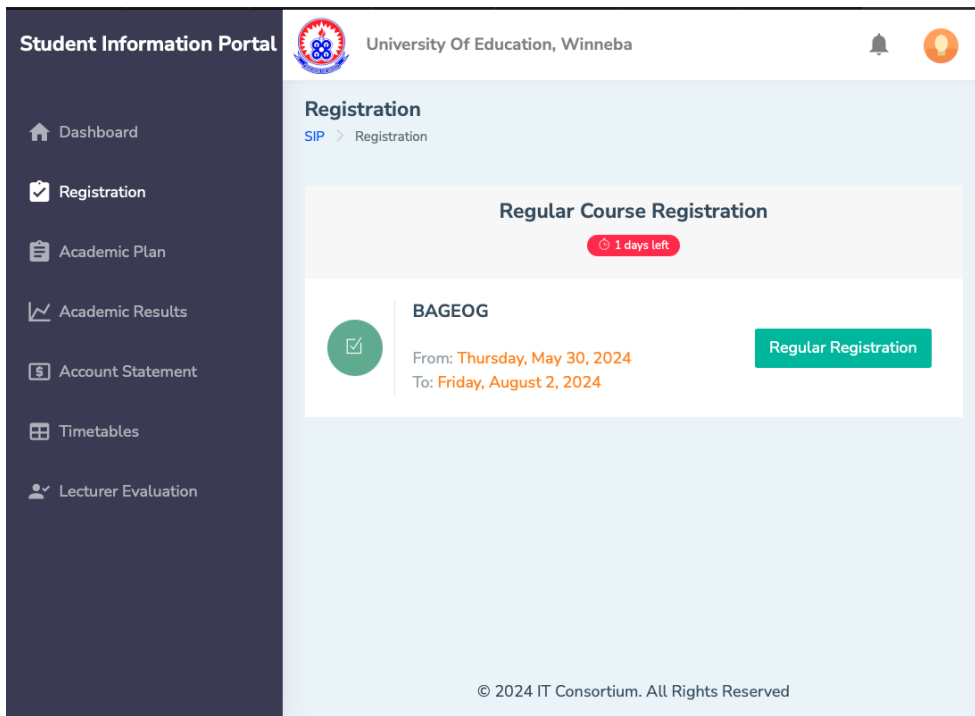 Student Information Portal
University Of Education, Winneba
Dashboard
Registration
Academic Plan
Academic Results
Account Statement
Timetables
Lecturer Evaluation
Registration
SIP > Registration
Regular Course Registration
1 days left
BAGEOG
From: Thursday, May 30, 2024
To: Friday, August 2, 2024
Regular Registration
© 2024 IT Consortium. All Rights Reserved